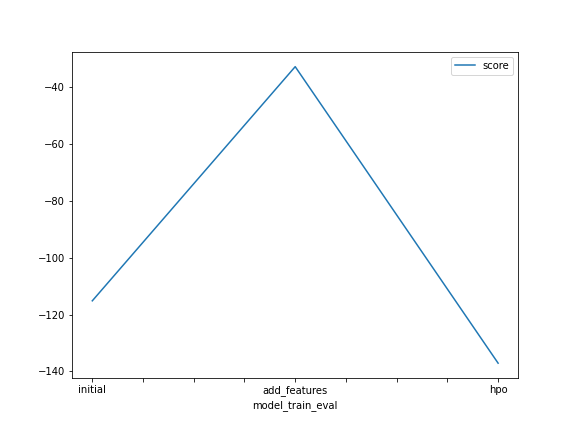 score
−40
−60
−80
−100
−120
−140
initial add_features hpo
model_train_eval